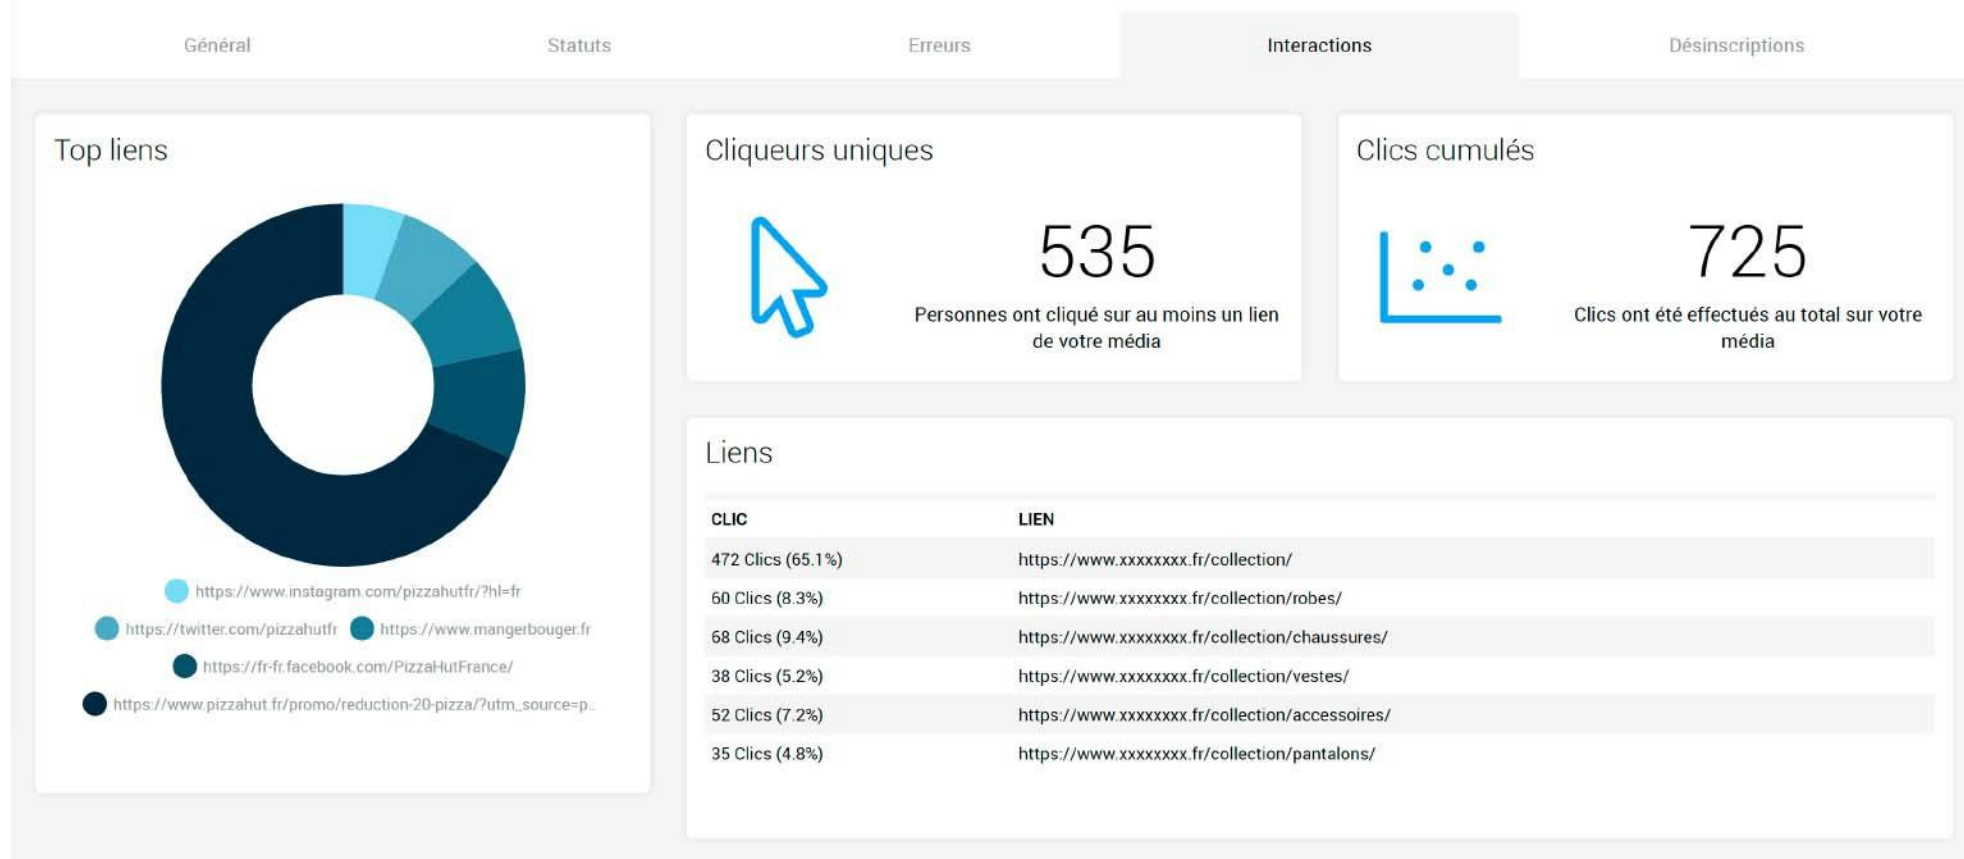 Général
Statuts
Erreurs
Interactions
Désinscriptions
Top liens
https://www.instagram.com/pizzahutfr/?hl=fr
https://twitter.com/pizzahutfr
https://www.mangerbouger.fr
https://fr-fr.facebook.com/PizzaHutFrance/
https://www.pizzahut.fr/promo/reduction-20-pizza/?utm_source=p..
Cliqueurs uniques
535
Personnes ont cliqué sur au moins un lien
de votre média
Clics cumulés
725
Clics ont été effectués au total sur votre
média
Liens
CLIC LIEN
472 Clics (65.1%) https://www.xxxxxxxx.fr/collection/
60 Clics (8.3%) https://www.xxxxxxxx.fr/collection/robes/
68 Clics (9.4%) https://www.xxxxxxxx.fr/collection/chaussures/
38 Clics (5.2%) https://www.xxxxxxxx.fr/collection/vestes/
52 Clics (7.2%) https://www.xxxxxxxx.fr/collection/accessoires/
35 Clics (4.8%) https://www.xxxxxxxx.fr/collection/pantalons/